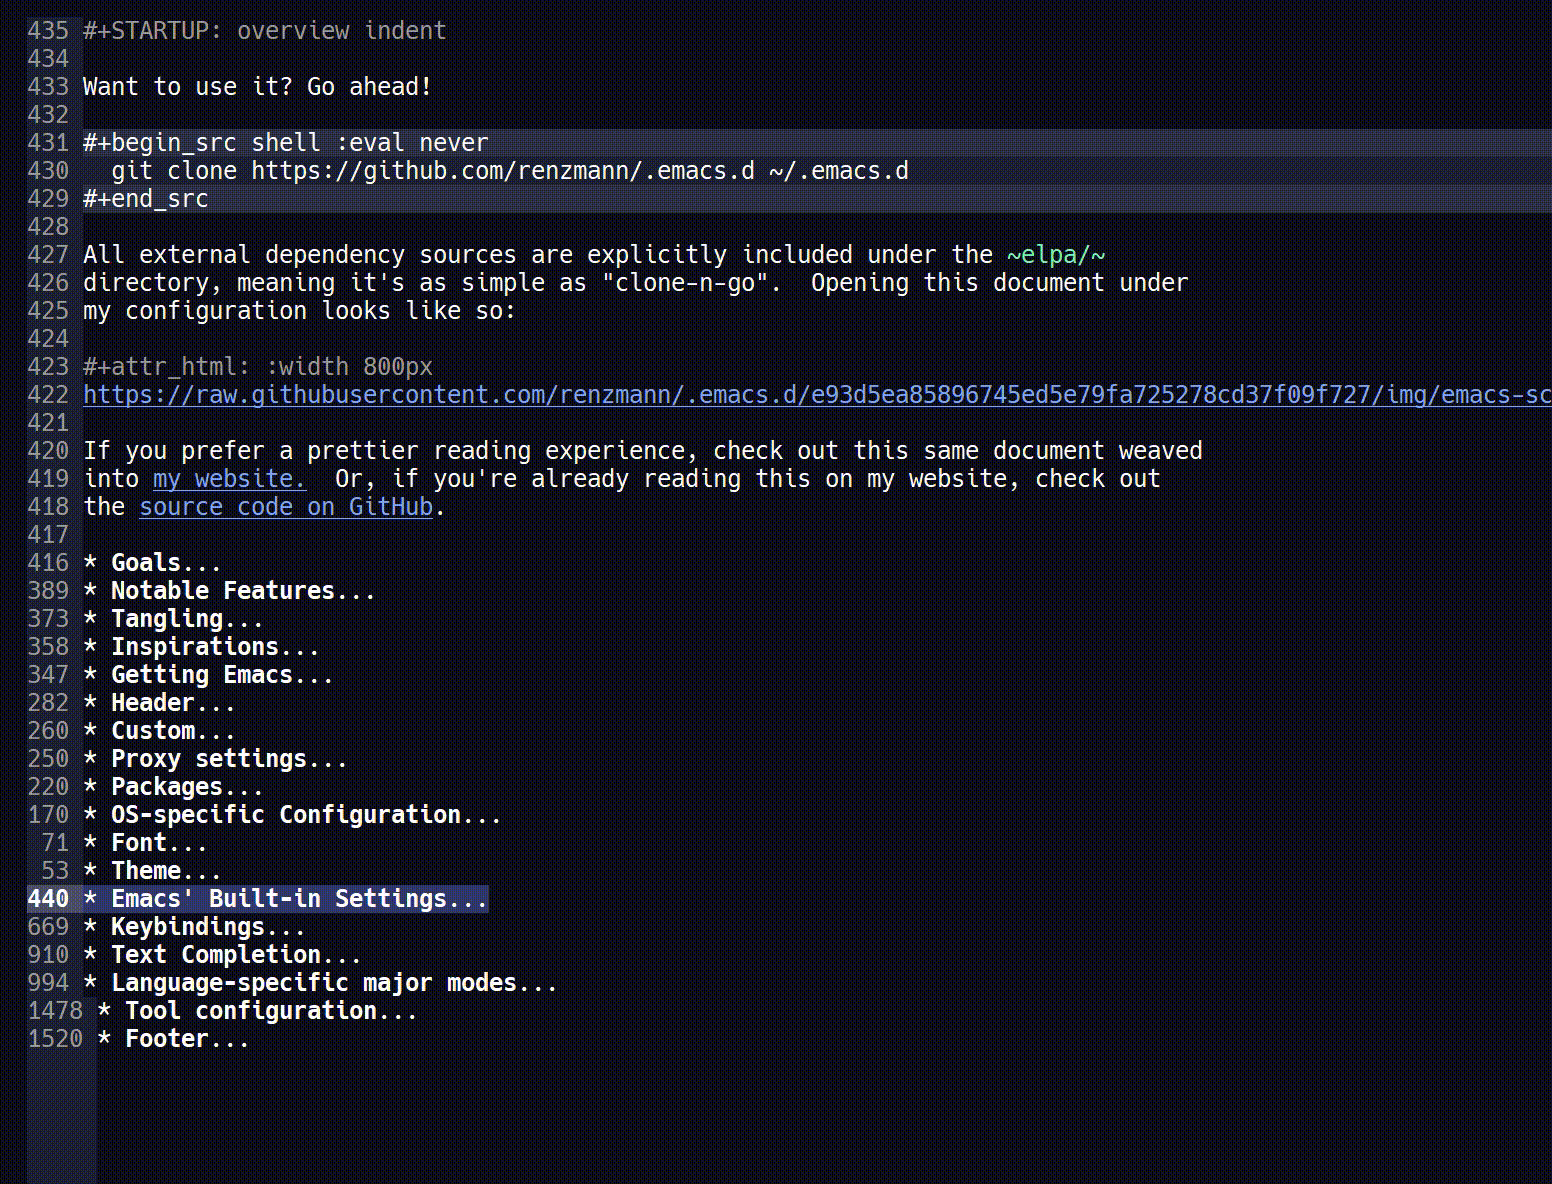 435 #+STARTUP: overview indent
434
433 Want to use it? Go ahead!
432
431 #+begin_src shell :eval never
430   git clone https://github.com/renzmann/.emacs.d ~/.emacs.d
429 #+end_src
428
427 All external dependency sources are explicitly included under the ~elpa/~
426 directory, meaning it's as simple as "clone-n-go".  Opening this document under
425 my configuration looks like so:
424
423 #+attr_html: :width 800px
422 https://raw.githubusercontent.com/renzmann/.emacs.d/e93d5ea85896745ed5e79fa725278cd37f09f727/img/emacs-sc
421
420 If you prefer a prettier reading experience, check out this same document weaved
419 into my website.  Or, if you're already reading this on my website, check out
418 the source code on GitHub.
417
416 * Goals...
389 * Notable Features...
373 * Tangling...
358 * Inspirations...
347 * Getting Emacs...
282 * Header...
260 * Custom...
250 * Proxy settings...
220 * Packages...
170 * OS-specific Configuration...
71 * Font...
53 * Theme...
440 * Emacs' Built-in Settings...
669 * Keybindings...
910 * Text Completion...
994 * Language-specific major modes...
1478 * Tool configuration...
1520 * Footer...